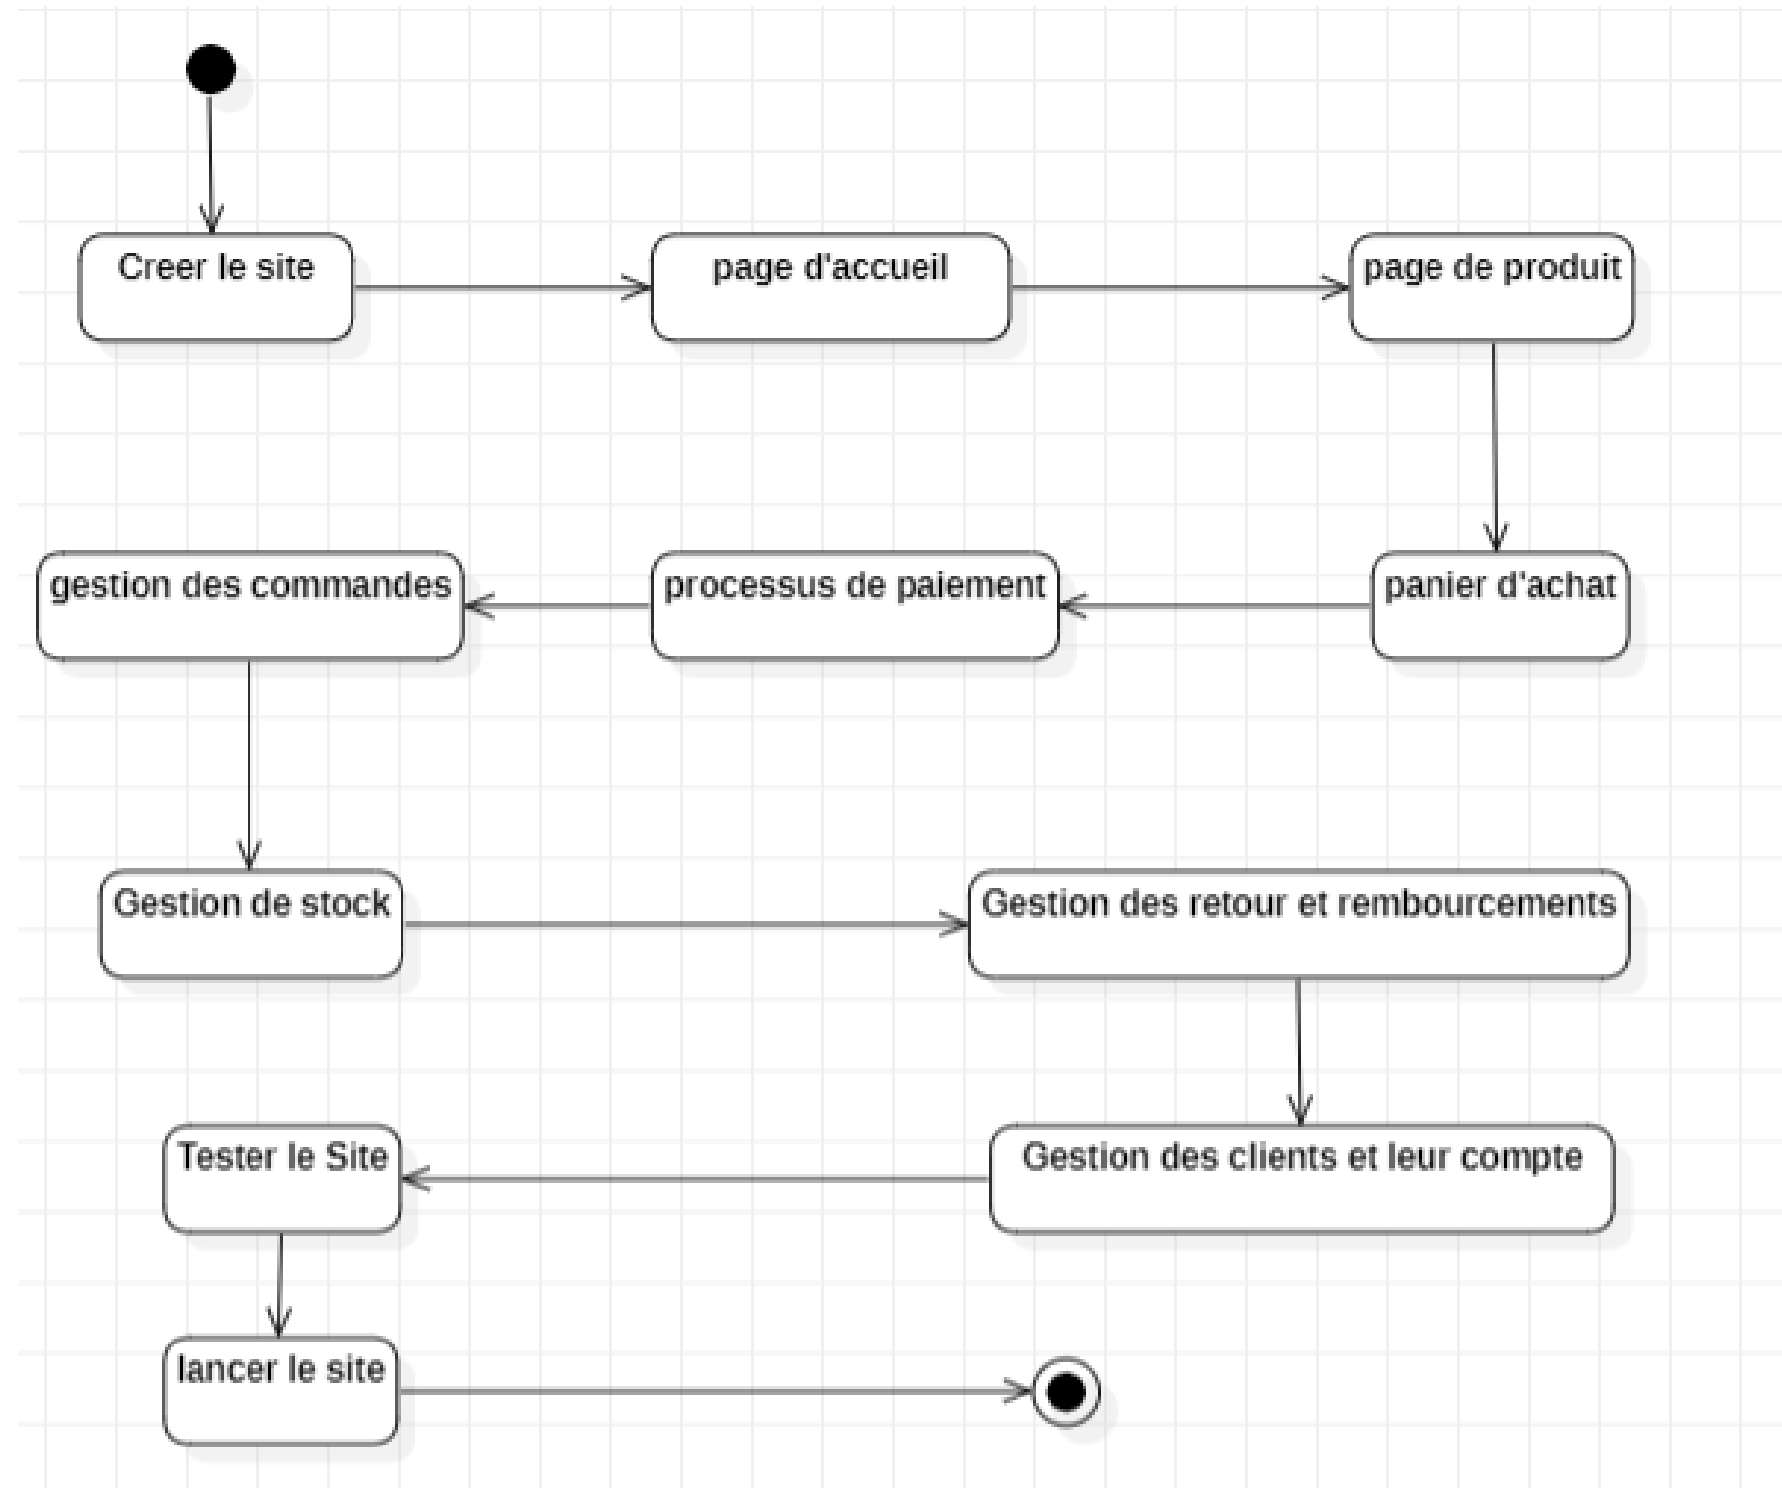 Creer le site
page d'accueil
page de produit
gestion des commandes
processus de paiement
panier d'achat
Gestion de stock
Gestion des retour et rembourcements
Tester le Site
Gestion des clients et leur compte
lancer le site